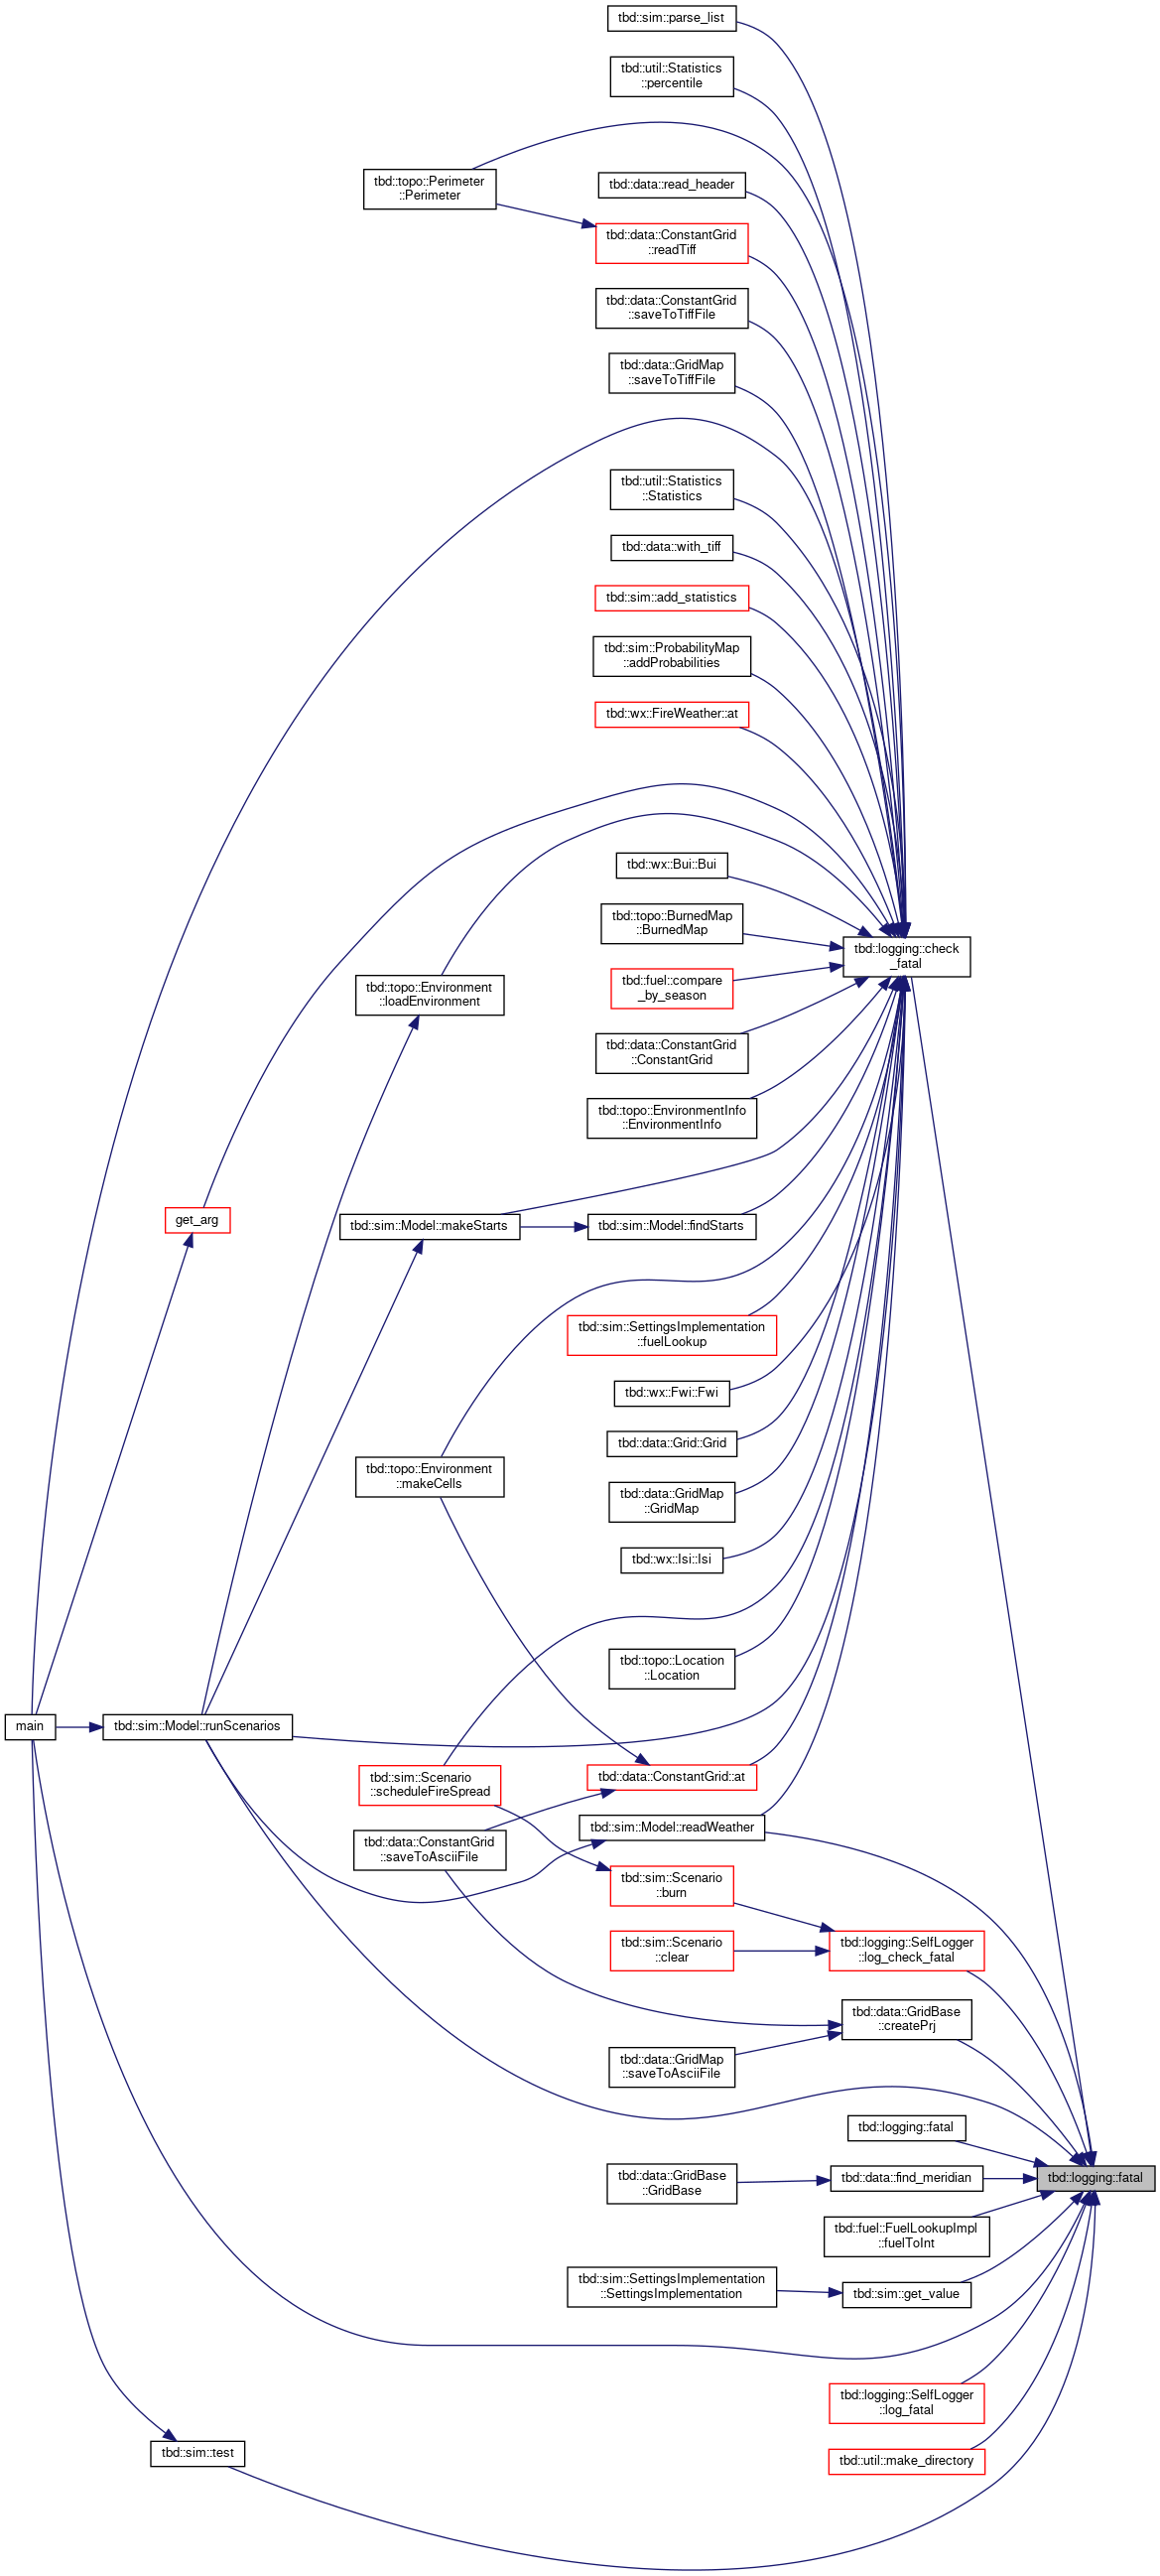 tbd::sim::parse_list
tbd::util::Statistics
::percentile
tbd::topo::Perimeter
::Perimeter
tbd::data::read_header
tbd::data::ConstantGrid
::readTiff
tbd::data::ConstantGrid
::saveToTiffFile
tbd::data::GridMap
::saveToTiffFile
tbd::util::Statistics
::Statistics
tbd::data::with_tiff
tbd::sim::add_statistics
tbd::sim::ProbabilityMap
::addProbabilities
tbd::wx::FireWeather::at
tbd::wx::Bui::Bui
tbd::topo::BurnedMap
::BurnedMap
tbd::logging::check
_fatal
tbd::fuel::compare
_by_season
tbd::topo::Environment
::loadEnvironment
tbd::data::ConstantGrid
::ConstantGrid
tbd::topo::EnvironmentInfo
::EnvironmentInfo
get_arg
tbd::sim::Model::makeStarts
tbd::sim::Model::findStarts
tbd::sim::SettingsImplementation
::fuelLookup
tbd::wx::Fwi::Fwi
tbd::data::Grid::Grid
tbd::topo::Environment
::makeCells
tbd::data::GridMap
::GridMap
tbd::wx::Isi::Isi
tbd::topo::Location
::Location
main
tbd::sim::Model::runScenarios
tbd::sim::Scenario
::scheduleFireSpread
tbd::data::ConstantGrid::at
tbd::sim::Model::readWeather
tbd::data::ConstantGrid
::saveToAsciiFile
tbd::sim::Scenario
::burn
tbd::sim::Scenario
::clear
tbd::logging::SelfLogger
::log_check_fatal
tbd::data::GridBase
::createPrj
tbd::data::GridMap
::saveToAsciiFile
tbd::logging::fatal
tbd::data::GridBase
::GridBase
tbd::data::find_meridian
tbd::logging::fatal
tbd::fuel::FuelLookupImpl
::fuelToInt
tbd::sim::SettingsImplementation
::SettingsImplementation
tbd::sim::get_value
tbd::logging::SelfLogger
::log_fatal
tbd::sim::test
tbd::util::make_directory